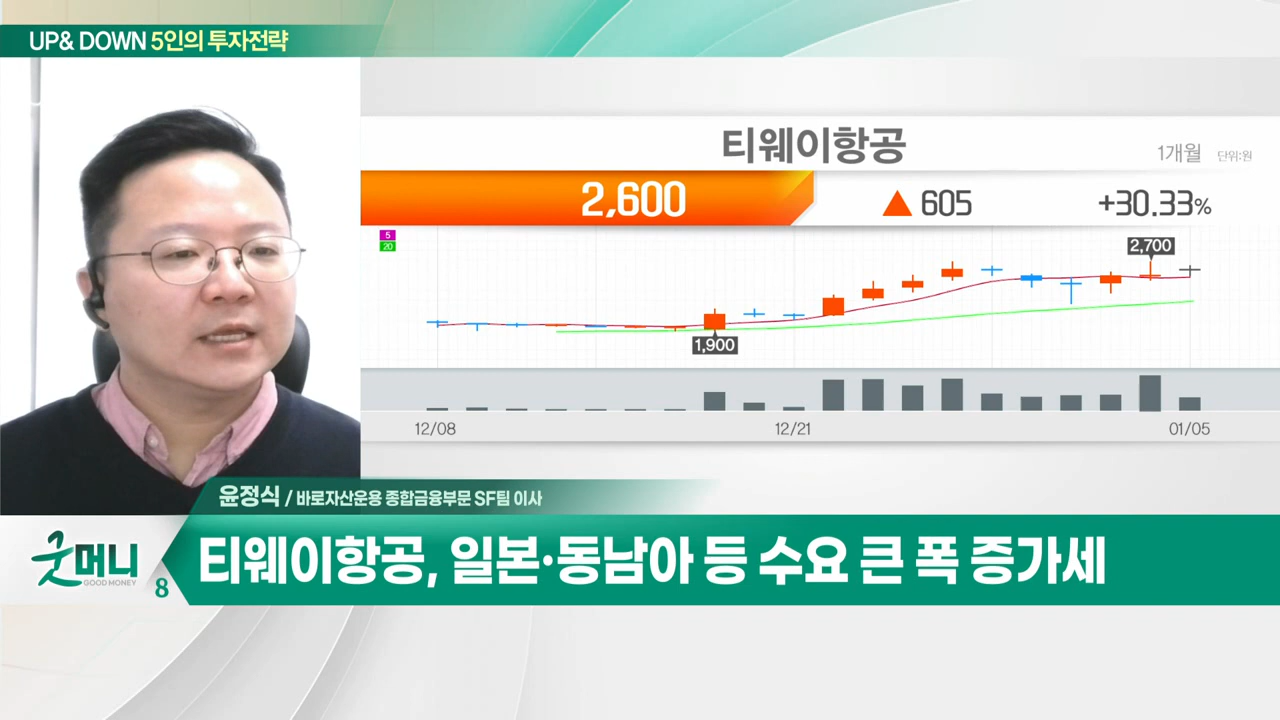 UP& DOWN 5인의 투자전략
티웨이항공
1개월 단위:원
2,600 ▲ 605 +30.33%
5
20
2,700
1,900
12/08 12/21 01/05
윤정식 / 바로자산운용 종합금융부문 SF팀 이사
굿머니
GOOD MONEY
8
티웨이항공, 일본·동남아 등 수요 큰 폭 증가세